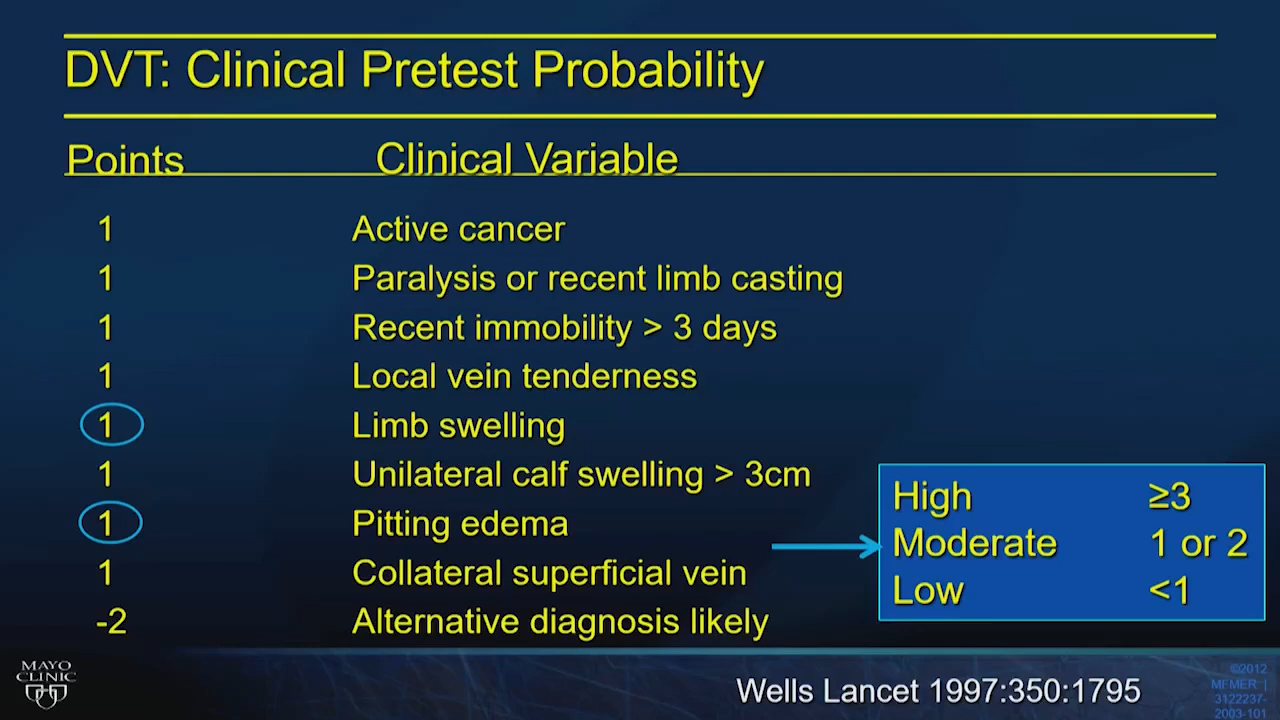 DVT: Clinical Pretest Probability
Points Clinical Variable
1 Active cancer
1 Paralysis or recent limb casting
1 Recent immobility > 3 days
1 Local vein tenderness
1 Limb swelling
1 Unilateral calf swelling > 3cm
1 Pitting edema
1 Collateral superficial vein
-2 Alternative diagnosis likely
High ≥3
Moderate 1 or 2
Low <1
MAYO
CLINIC
Wells Lancet 1997:350:1795
©2012
MFMER |
3122237-
2003-101